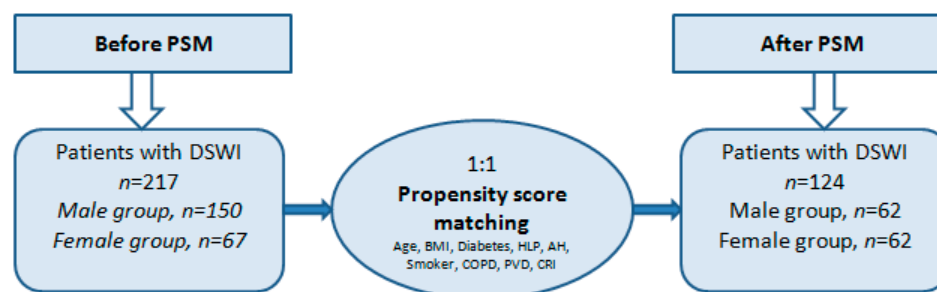 Before PSM
Patients with DSWI
n=217
Male group, n=150
Female group, n=67
1:1
Propensity score
matching
Age, BMI, Diabetes, HLP, AH,
Smoker, COPD, PVD, CRI
After PSM
Patients with DSWI
n=124
Male group, n=62
Female group, n=62